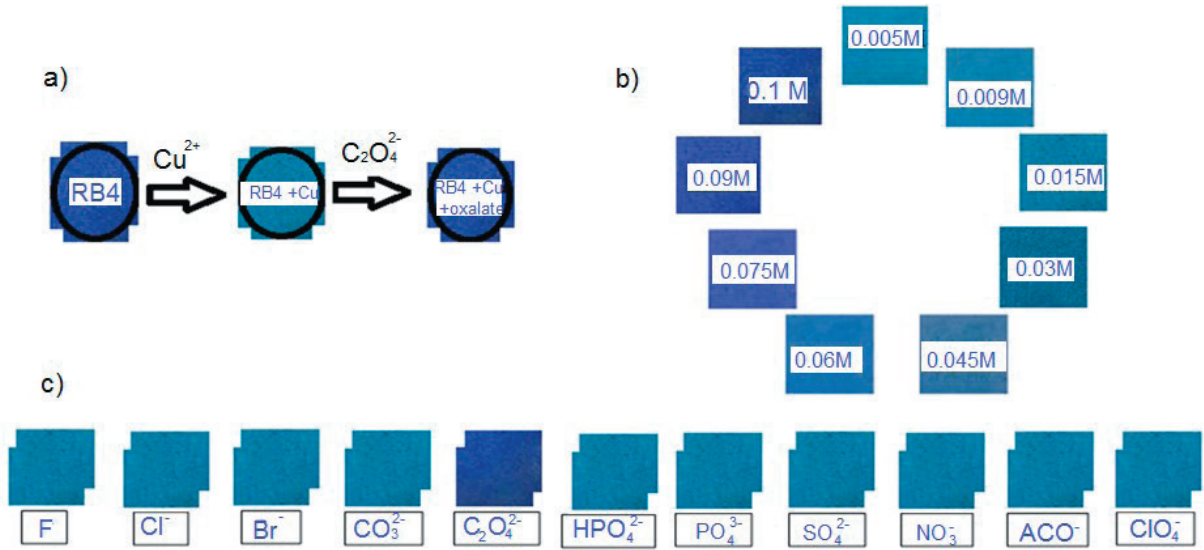 a)
Cu²⁺
C₂O₄²⁻
RB4
RB4 +Cu
RB4 +Cu
+oxalate
b)
0.005M
0.009M
0.015M
0.03M
0.045M
0.06M
0.075M
0.09M
0.1 M
c)
F
Cl⁻
Br⁻
CO₃²⁻
C₂O₄²⁻
HPO₄²⁻
PO₄³⁻
SO₄²⁻
NO₃⁻
ACO⁻
ClO₄⁻